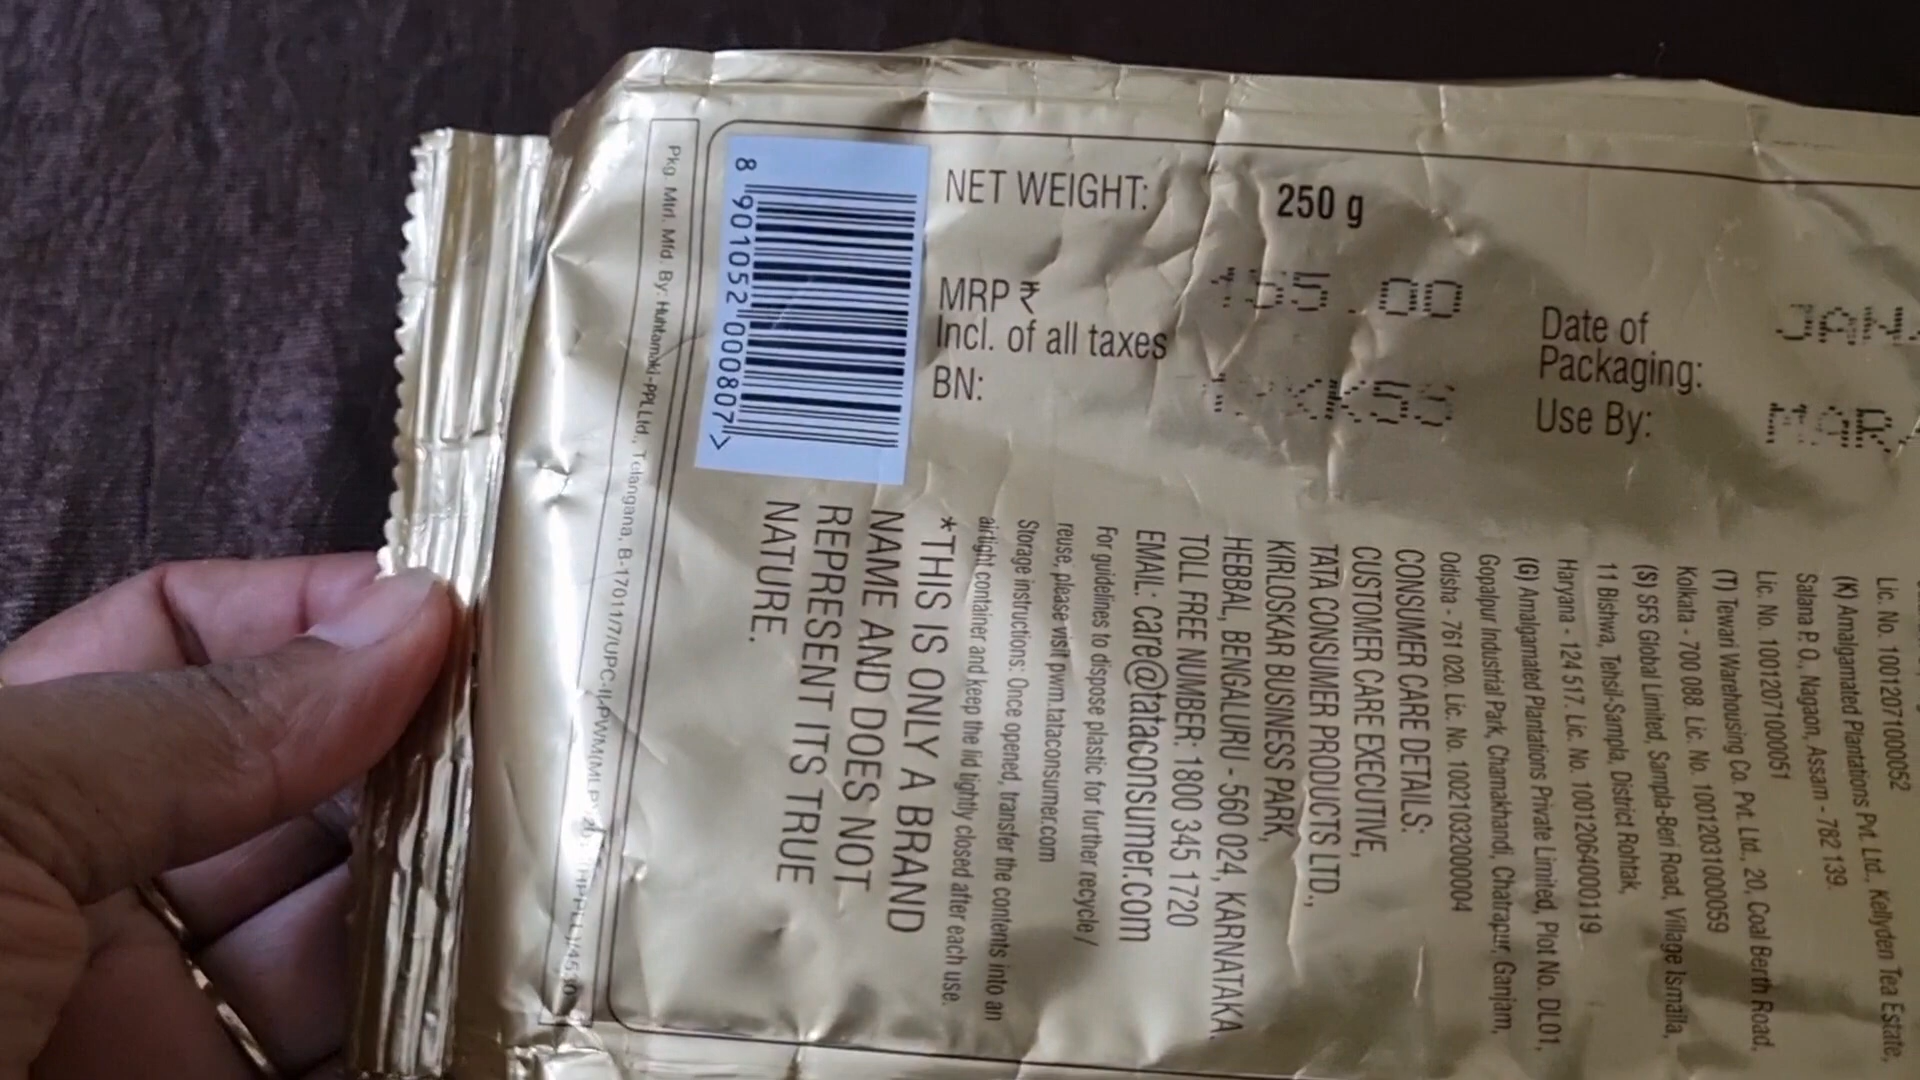 NET WEIGHT: 250 g
MRP ₹
Incl. of all taxes
BN:
Date of
Packaging:
Use By:
8 901052 000807 >
Lic. No. 10012071000052
(K) Amalgamated Plantations Pvt. Ltd., Kellyden Tea Estate,
Salana P. O., Nagaon, Assam - 782 139.
Lic. No. 10012071000051
(T) Tewari Warehousing Co. Pvt. Ltd., 20, Coal Berth Road,
Kolkata - 700 088. Lic. No. 10012031000059
(S) SFS Global Limited, Sampla-Beri Road, Village Ismaila,
11 Bishwa, Tehsil-Sampla, District Rohtak,
Haryana - 124 517. Lic. No. 10012064000119
(G) Amalgamated Plantations Private Limited, Plot No. DL01,
Gopalpur Industrial Park, Chamakhandi, Chatrapur, Ganjam,
Odisha - 761 020. Lic. No. 10021032000004
CONSUMER CARE DETAILS:
CUSTOMER CARE EXECUTIVE,
TATA CONSUMER PRODUCTS LTD.,
KIRLOSKAR BUSINESS PARK,
HEBBAL, BENGALURU - 560 024, KARNATAKA.
TOLL FREE NUMBER: 1800 345 1720
EMAIL: care@tataconsumer.com
For guidelines to dispose plastic for further recycle/
reuse, please visit pwm.tataconsumer.com
Storage instructions: Once opened, transfer the contents into an
airtight container and keep the lid tightly closed after each use.
*THIS IS ONLY A BRAND
NAME AND DOES NOT
REPRESENT ITS TRUE
NATURE.
Pkg. Mtrl. Mfd. By: Huhtamaki-PPL Ltd., Telangana, B-17011/7/UPC-II-PWM